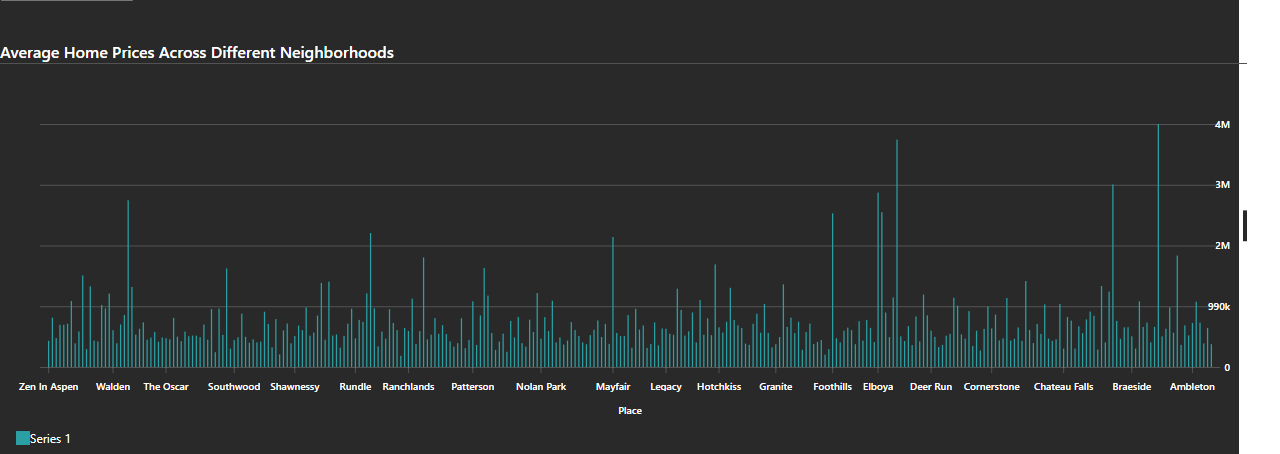 Average Home Prices Across Different Neighborhoods
4M
3M
2M
990k
0
Zen In Aspen Walden The Oscar Southwood Shawnessy Rundle Ranchlands Patterson Nolan Park Mayfair Legacy Hotchkiss Granite Foothills Elboya Deer Run Cornerstone Chateau Falls Braeside Ambleton
Place
Series 1